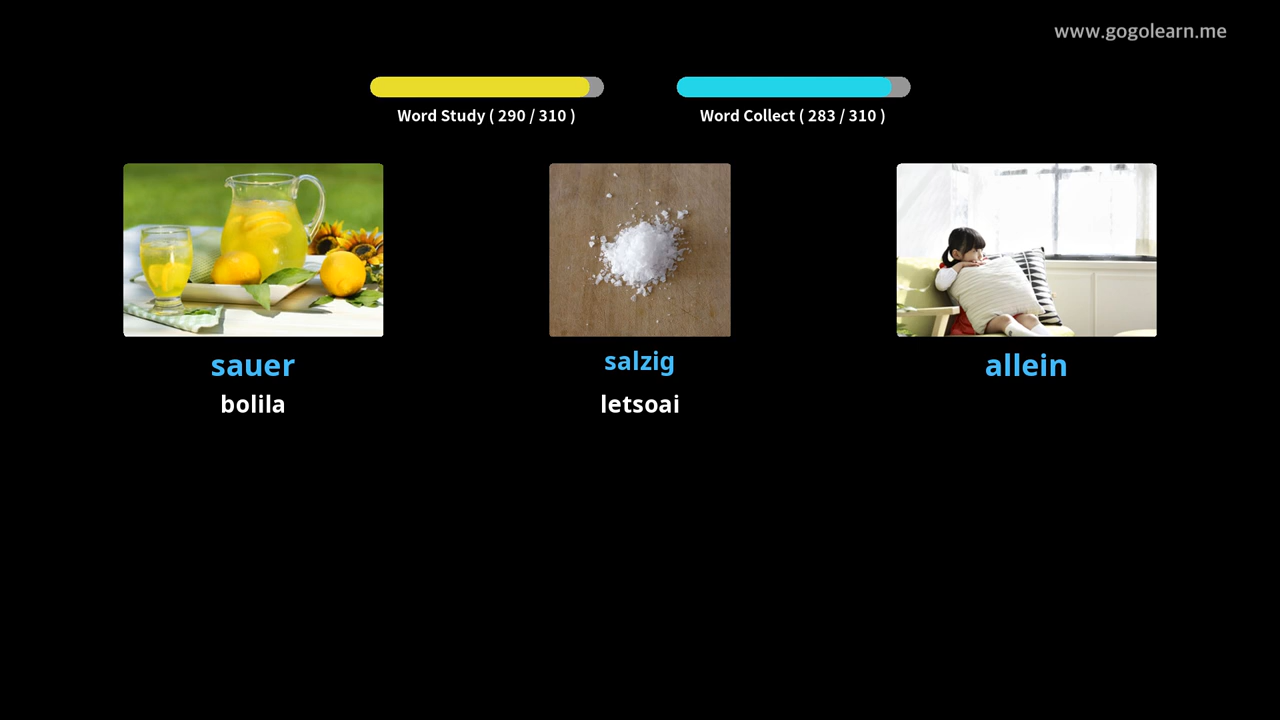 www.gogolearn.me
Word Study ( 290 / 310 )
Word Collect ( 283 / 310 )
sauer
salzig
allein
bolila
letsoai